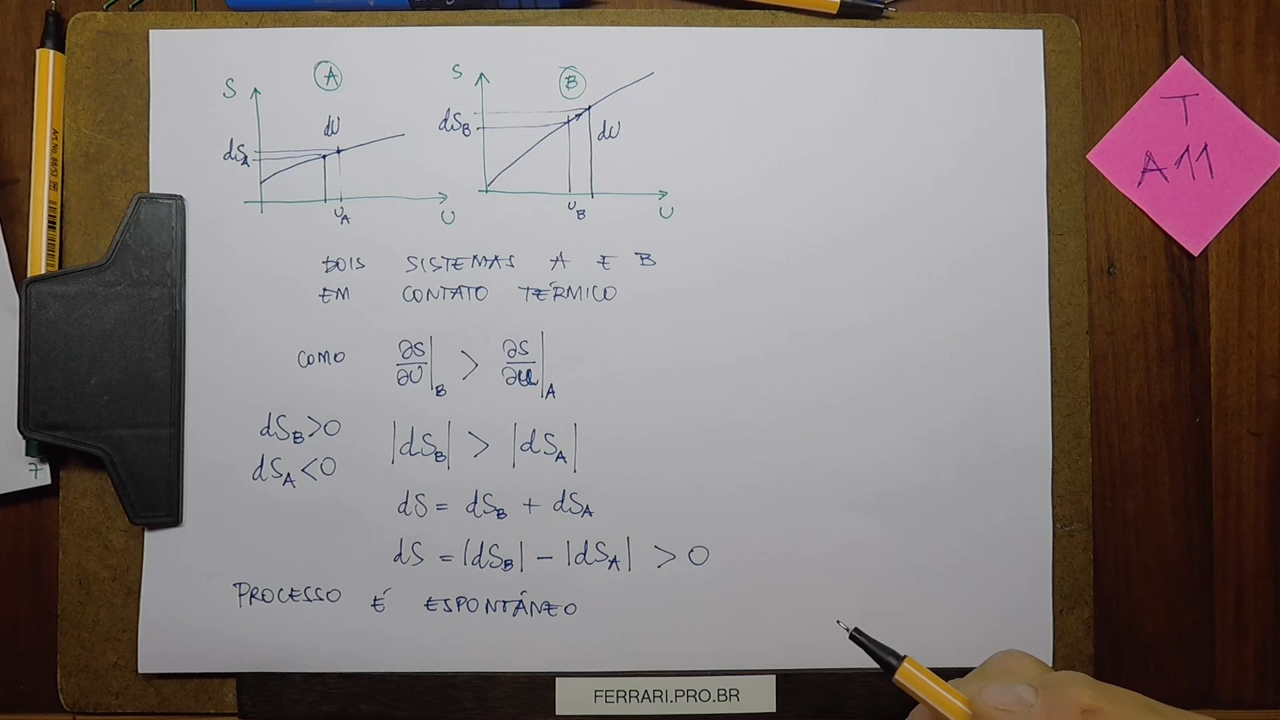 S
A
dU
dS_A
U_A
U
S
B
dS_B
dU
U_B
U
T
A11
DOIS SISTEMAS A E B
EM CONTATO TÉRMICO
COMO ∂S/∂U|_B > ∂S/∂U|_A
dS_B>0 |dS_B| > |dS_A|
dS_A<0
dS = dS_B + dS_A
dS = |dS_B| − |dS_A| > 0
PROCESSO É ESPONTÂNEO
7
FERRARI.PRO.BR